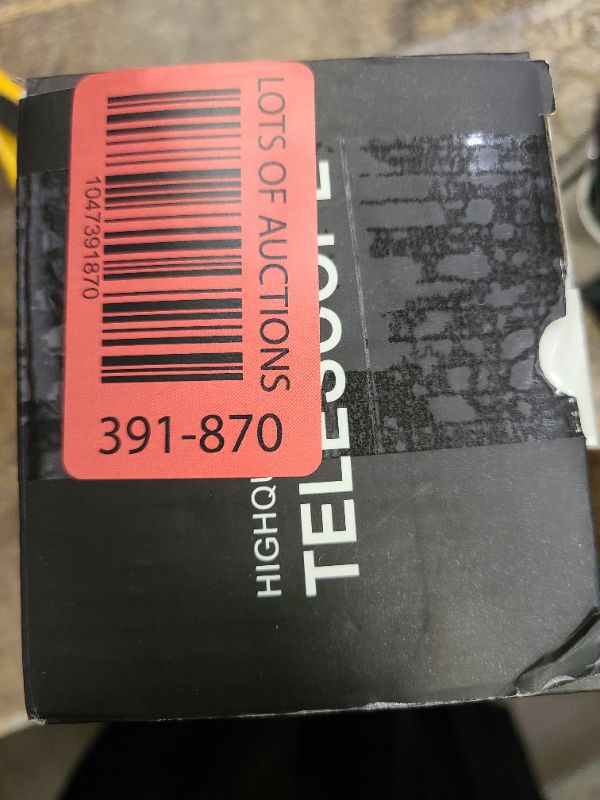 LOTS OF AUCTIONS
1047391870
391-870
HIGHQU
TELESCOPE